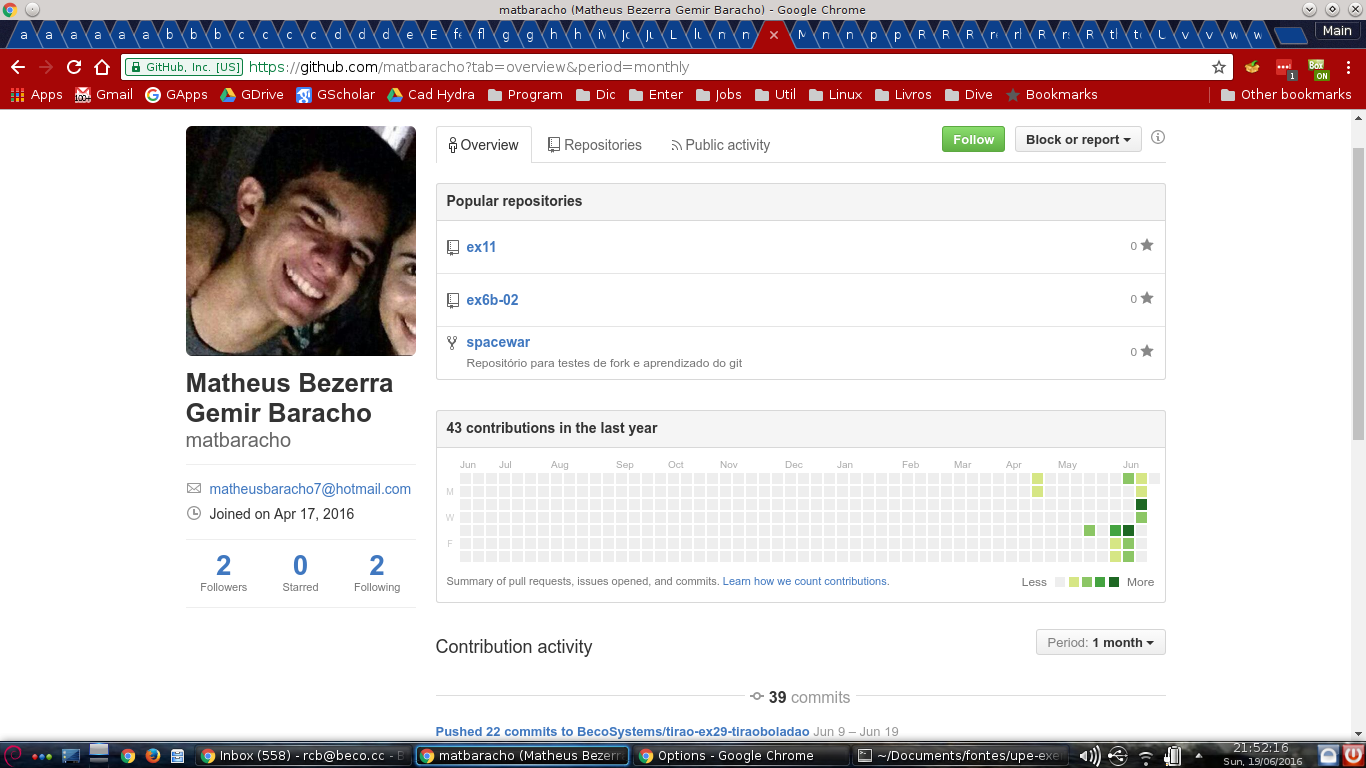 matbaracho (Matheus Bezerra Gemir Baracho) - Google Chrome
Main
GitHub, Inc. [US] https://github.com/matbaracho?tab=overview&period=monthly
Apps Gmail GApps GDrive GScholar Cad Hydra Program Dic Enter Jobs Util Linux Livros Dive Bookmarks Other bookmarks
Overview Repositories Public activity Follow Block or report
Popular repositories
ex11 0
ex6b-02 0
spacewar
Repositório para testes de fork e aprendizado do git 0
Matheus Bezerra
Gemir Baracho
matbaracho
matheusbaracho7@hotmail.com
Joined on Apr 17, 2016
2 0 2
Followers Starred Following
43 contributions in the last year
Jun Jul Aug Sep Oct Nov Dec Jan Feb Mar Apr May Jun
M
W
F
Summary of pull requests, issues opened, and commits. Learn how we count contributions. Less More
Contribution activity Period: 1 month
39 commits
Pushed 22 commits to BecoSystems/tirao-ex29-tiraoboladao Jun 9 – Jun 19
Inbox (558) - rcb@beco.cc - matbaracho (Matheus Bezerr Options - Google Chrome ~/Documents/fontes/upe-exe 21:52:16
Sun, 19/06/2016